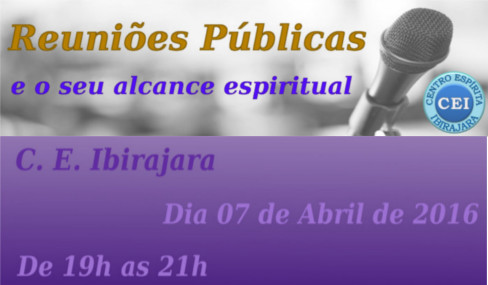 Reuniões Públicas
e o seu alcance espiritual
CENTRO ESPÍRITA
CEI
IBIRAJARA
C. E. Ibirajara
Dia 07 de Abril de 2016
De 19h as 21h